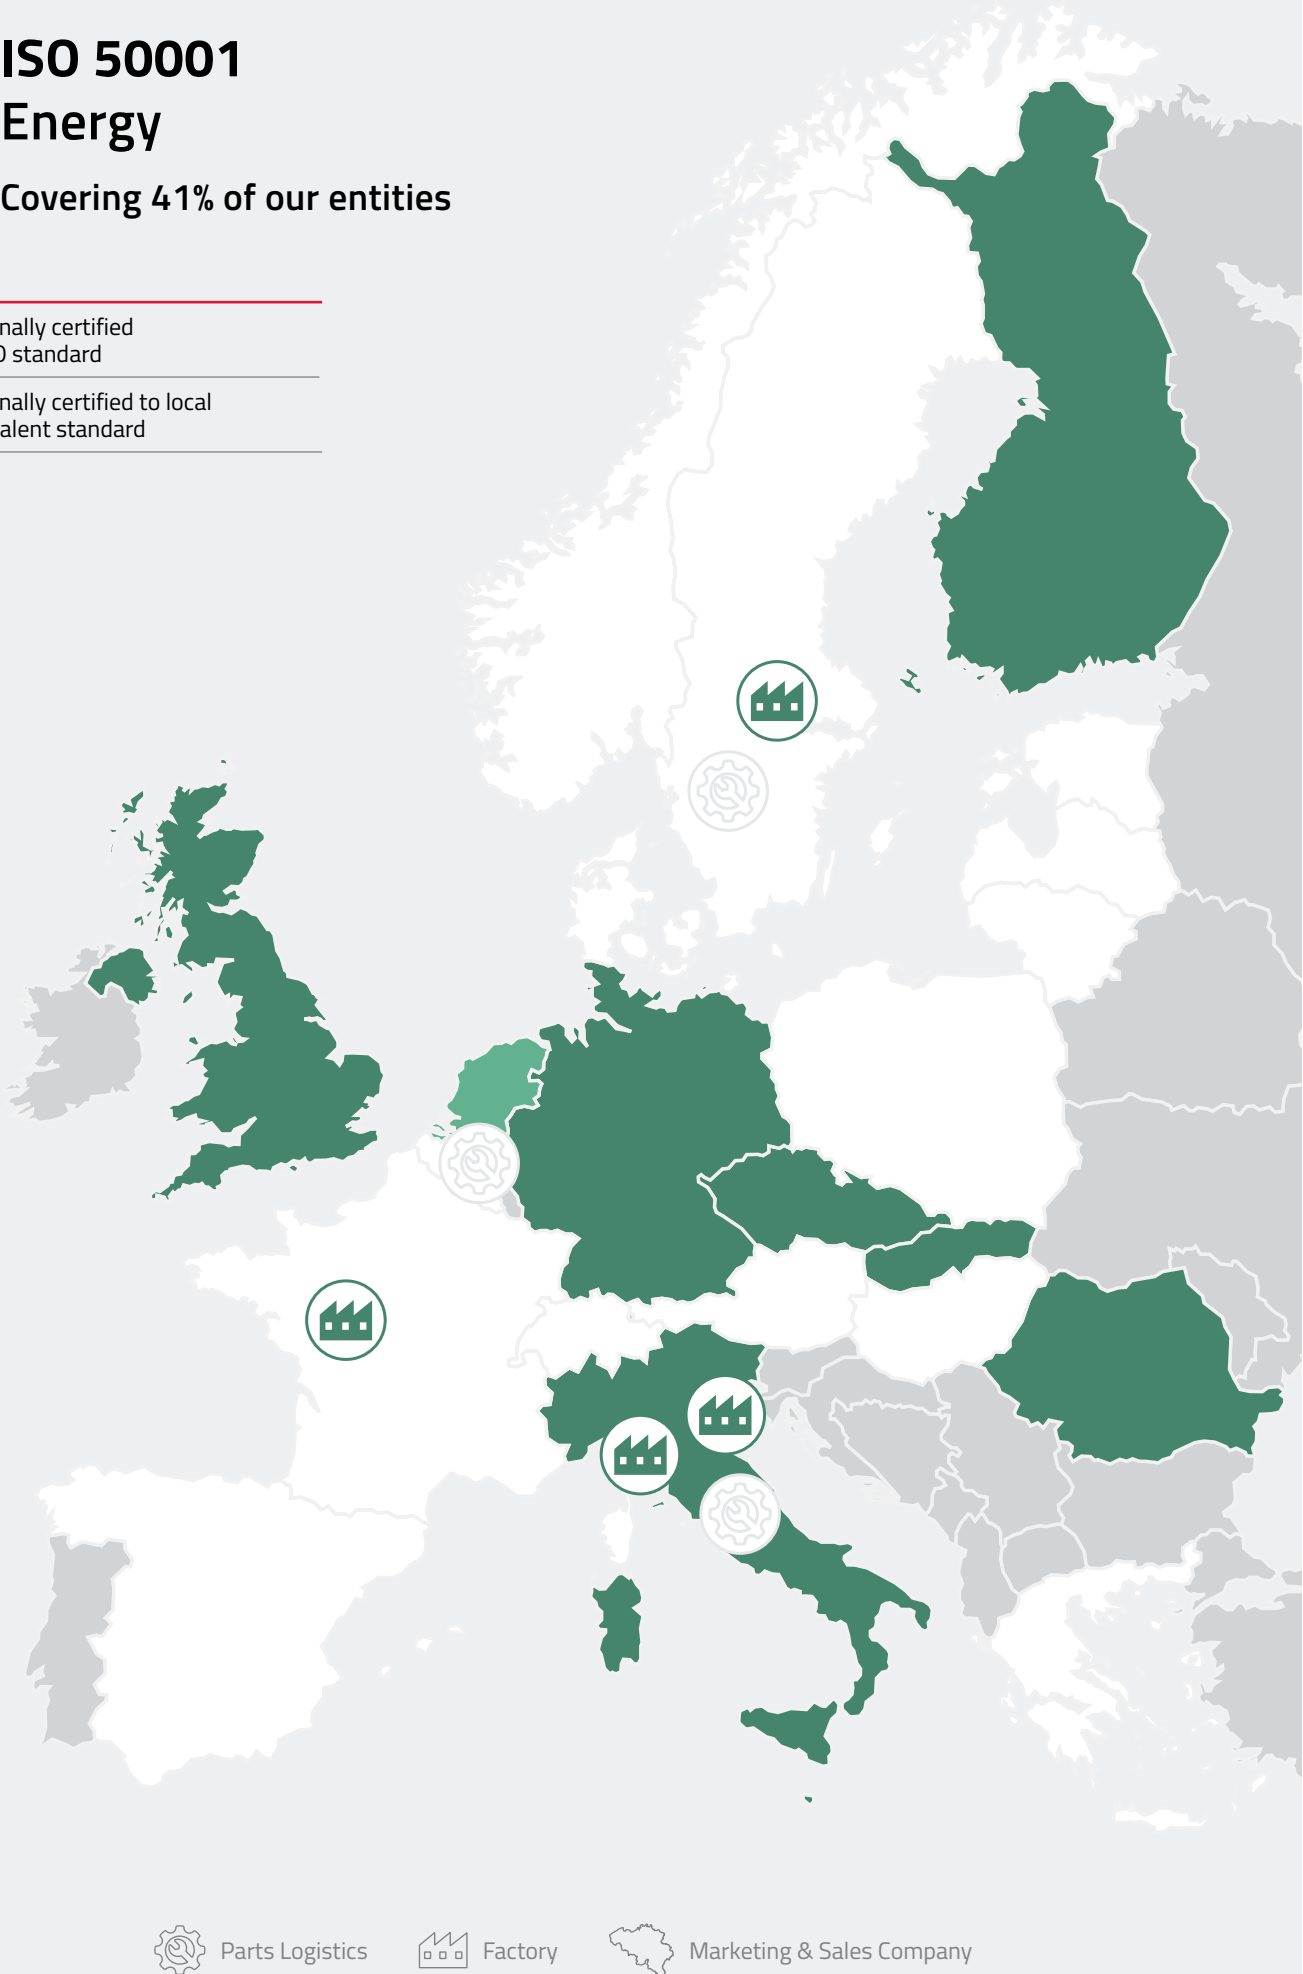 ISO 50001
Energy
Covering 41% of our entities
nally certified
standard
nally certified to local
alent standard
Parts Logistics
Factory
Marketing & Sales Company